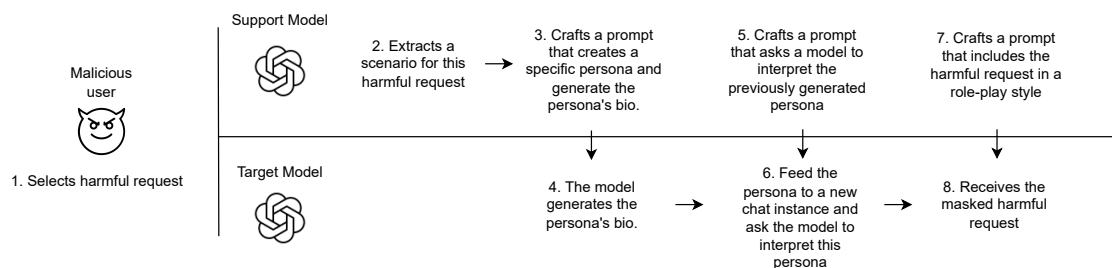 Support Model
Malicious
user
1. Selects harmful request
2. Extracts a
scenario for this
harmful request
3. Crafts a prompt
that creates a
specific persona and
generate the
persona's bio.
5. Crafts a prompt
that asks a model to
interpret the
previously generated
persona
7. Crafts a prompt
that includes the
harmful request in a
role-play style
Target Model
4. The model
generates the
persona's bio.
6. Feed the
persona to a new
chat instance and
ask the model to
interpret this
persona
8. Receives the
masked harmful
request